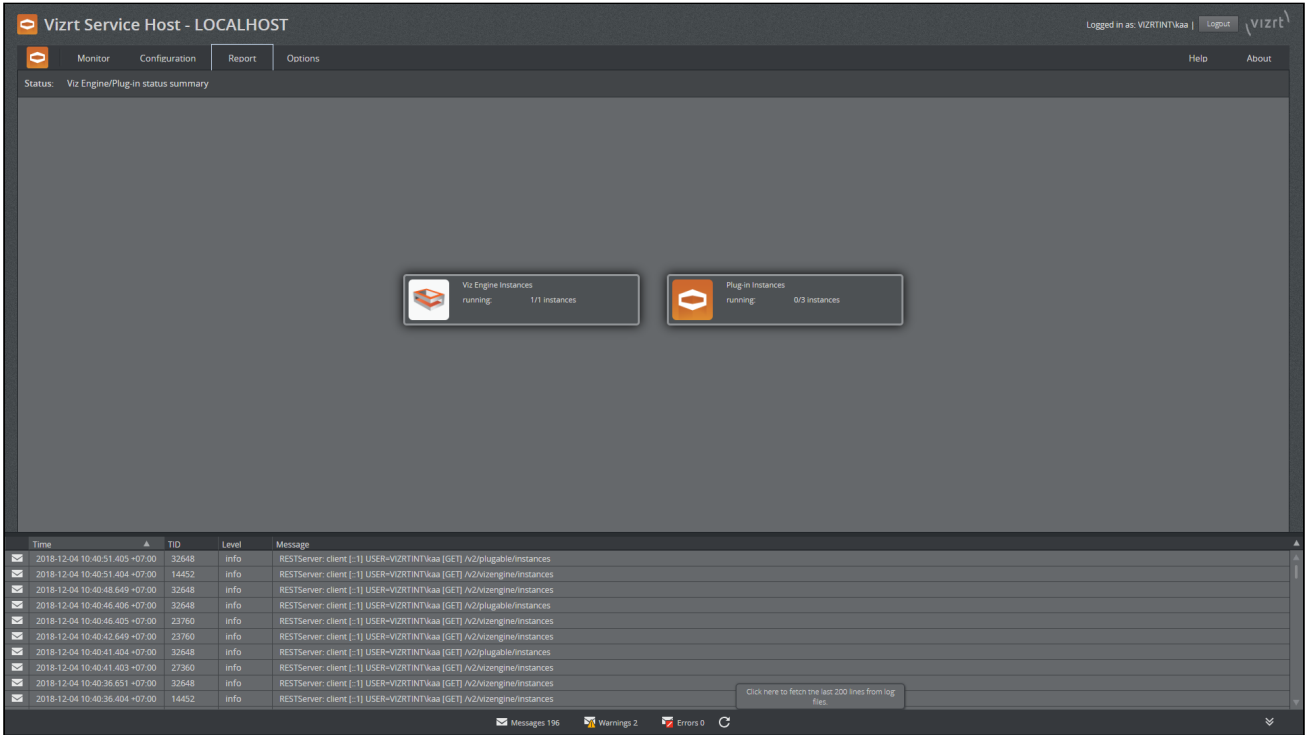 Vizrt Service Host - LOCALHOST
Logged in as: VIZRTINT\kaa | Logout vizrt
Monitor Configuration Report Options Help About
Status: Viz Engine/Plug-in status summary
Viz Engine Instances
running: 1/1 instances
Plug-in Instances
running: 0/3 instances
Time TID Level Message
2018-12-04 10:40:51.405 +07:00 32648 info RESTServer: client [::1] USER=VIZRTINT\kaa [GET] /v2/plugable/instances
2018-12-04 10:40:51.404 +07:00 14452 info RESTServer: client [::1] USER=VIZRTINT\kaa [GET] /v2/vizengine/instances
2018-12-04 10:40:48.649 +07:00 32648 info RESTServer: client [::1] USER=VIZRTINT\kaa [GET] /v2/vizengine/instances
2018-12-04 10:40:46.406 +07:00 32648 info RESTServer: client [::1] USER=VIZRTINT\kaa [GET] /v2/plugable/instances
2018-12-04 10:40:46.405 +07:00 23760 info RESTServer: client [::1] USER=VIZRTINT\kaa [GET] /v2/vizengine/instances
2018-12-04 10:40:42.649 +07:00 23760 info RESTServer: client [::1] USER=VIZRTINT\kaa [GET] /v2/vizengine/instances
2018-12-04 10:40:41.404 +07:00 32648 info RESTServer: client [::1] USER=VIZRTINT\kaa [GET] /v2/plugable/instances
2018-12-04 10:40:41.403 +07:00 27360 info RESTServer: client [::1] USER=VIZRTINT\kaa [GET] /v2/vizengine/instances
2018-12-04 10:40:36.651 +07:00 32648 info RESTServer: client [::1] USER=VIZRTINT\kaa [GET] /v2/vizengine/instances
2018-12-04 10:40:36.404 +07:00 14452 info RESTServer: client [::1] USER=VIZRTINT\kaa [GET] /v2/vizengine/instances
Click here to fetch the last 200 lines from log
files.
Messages 196 Warnings 2 Errors 0